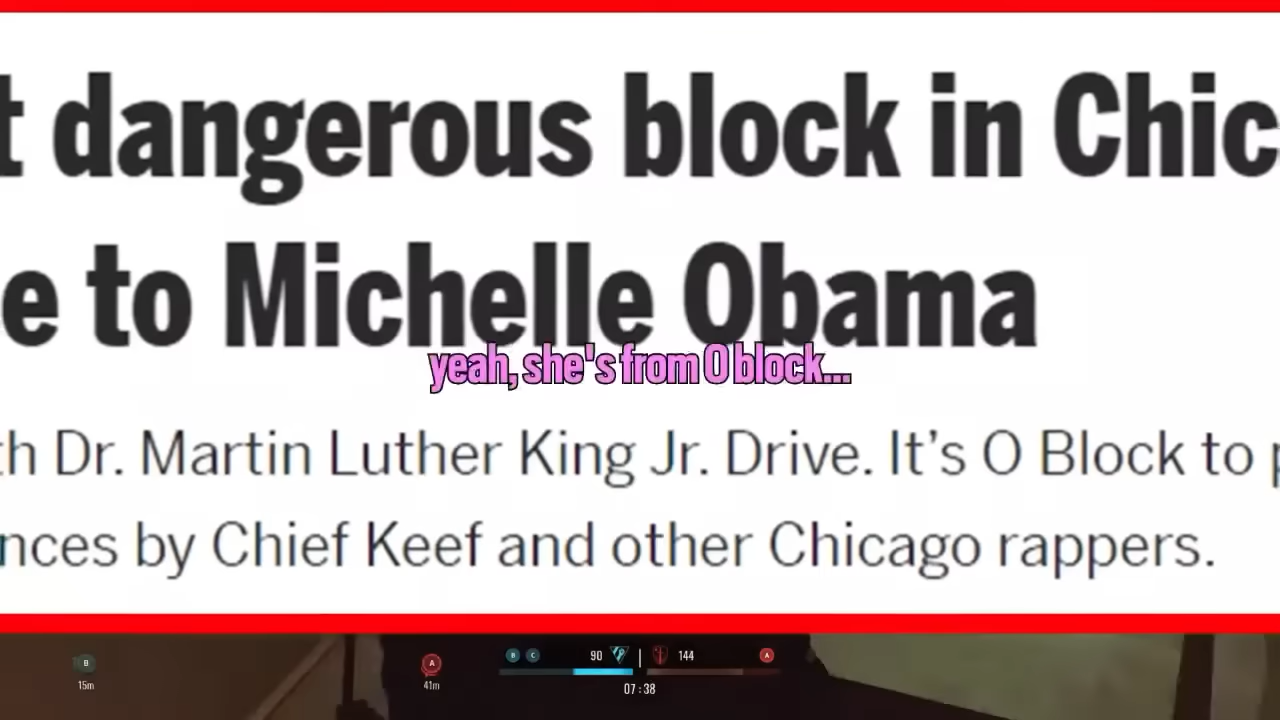 t dangerous block in Chic
e to Michelle Obama
yeah, she's from O block...
th Dr. Martin Luther King Jr. Drive. It’s O Block to p
nces by Chief Keef and other Chicago rappers.
B A B C 90 144 A
15m 41m 07:38